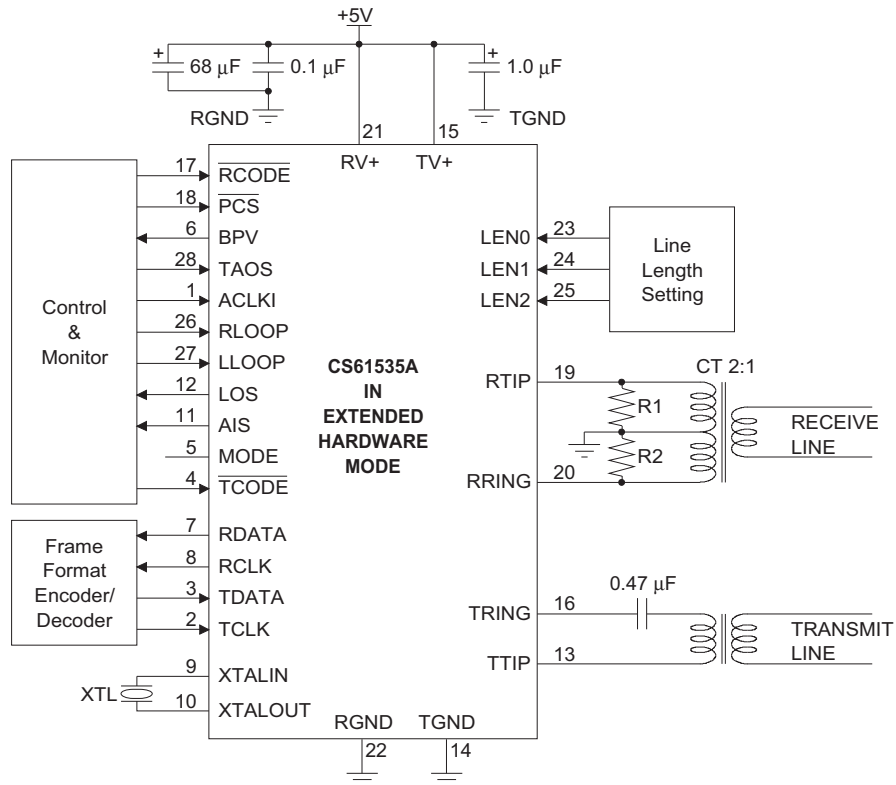 +5V
+ 68 μF 0.1 μF + 1.0 μF
RGND TGND
21 15
RV+ TV+
Control
&
Monitor
17 RCODE
18 PCS
6 BPV
28 TAOS
1 ACLKI
26 RLOOP
27 LLOOP
12 LOS
11 AIS
5 MODE
4 TCODE
Frame
Format
Encoder/
Decoder
7 RDATA
8 RCLK
3 TDATA
2 TCLK
XTL
9 XTALIN
10 XTALOUT
CS61535A
IN
EXTENDED
HARDWARE
MODE
LEN0 23
LEN1 24
LEN2 25
Line
Length
Setting
RTIP 19
RRING 20
R1
R2
CT 2:1
RECEIVE
LINE
TRING 16
0.47 μF
TTIP 13
TRANSMIT
LINE
RGND TGND
22 14